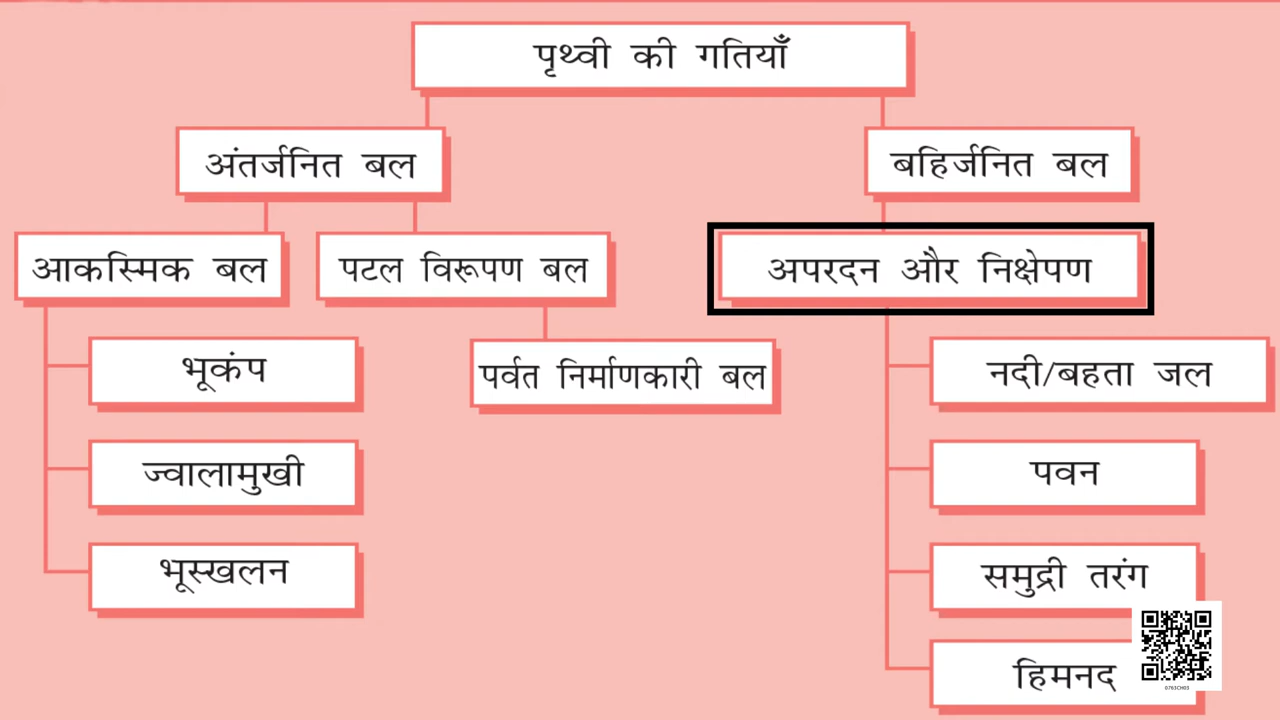 पृथ्वी की गतियाँ
अंतर्जनित बल
बहिर्जनित बल
आकस्मिक बल
पटल विरूपण बल
अपरदन और निक्षेपण
भूकंप
पर्वत निर्माणकारी बल
नदी/बहता जल
ज्वालामुखी
पवन
भूस्खलन
समुद्री तरंग
हिमनद
0763CH03